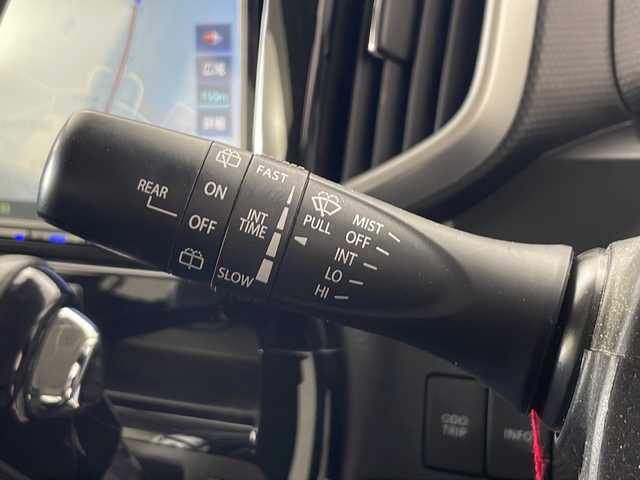 広域
詳細
REAR
ON
OFF
FAST
INT
TIME
SLOW
PULL
MIST
OFF
INT
LO
HI
ODO
TRIP
INFO